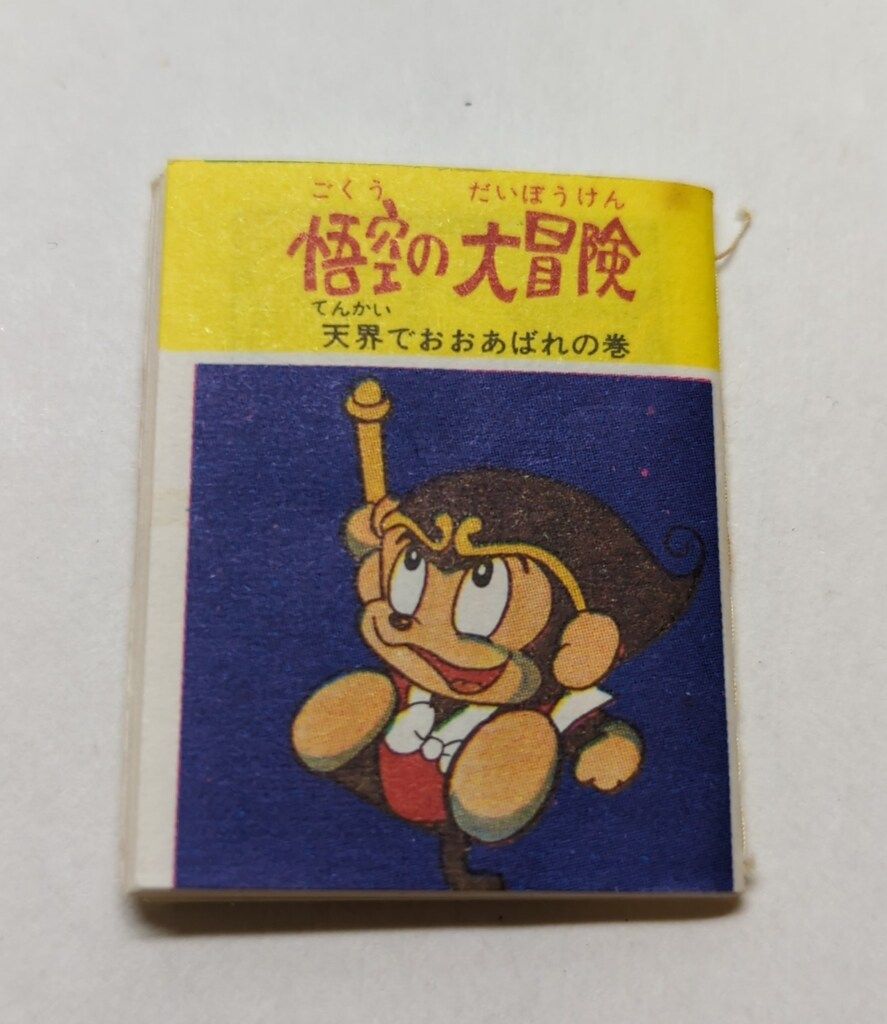 ごくう だいぼうけん
悟空の大冒険
てんかい
天界でおおあばれの巻